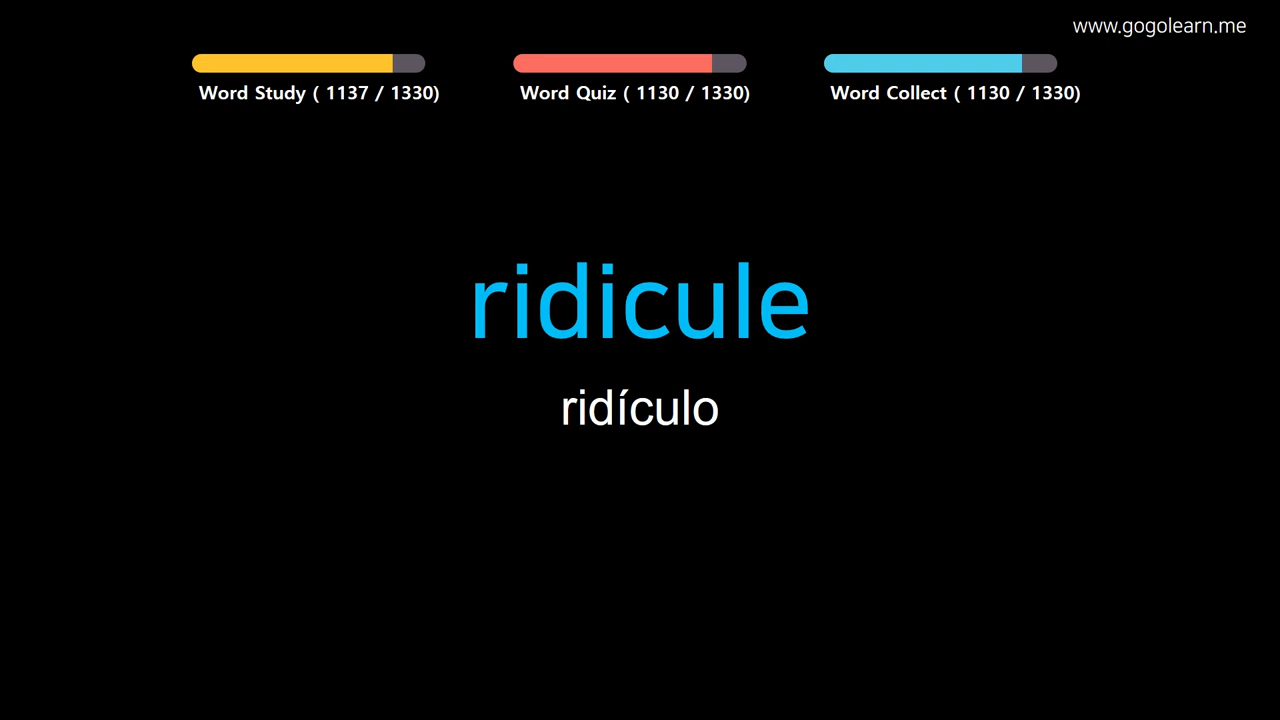 www.gogolearn.me
Word Study ( 1137 / 1330)
Word Quiz ( 1130 / 1330)
Word Collect ( 1130 / 1330)
ridicule
ridículo